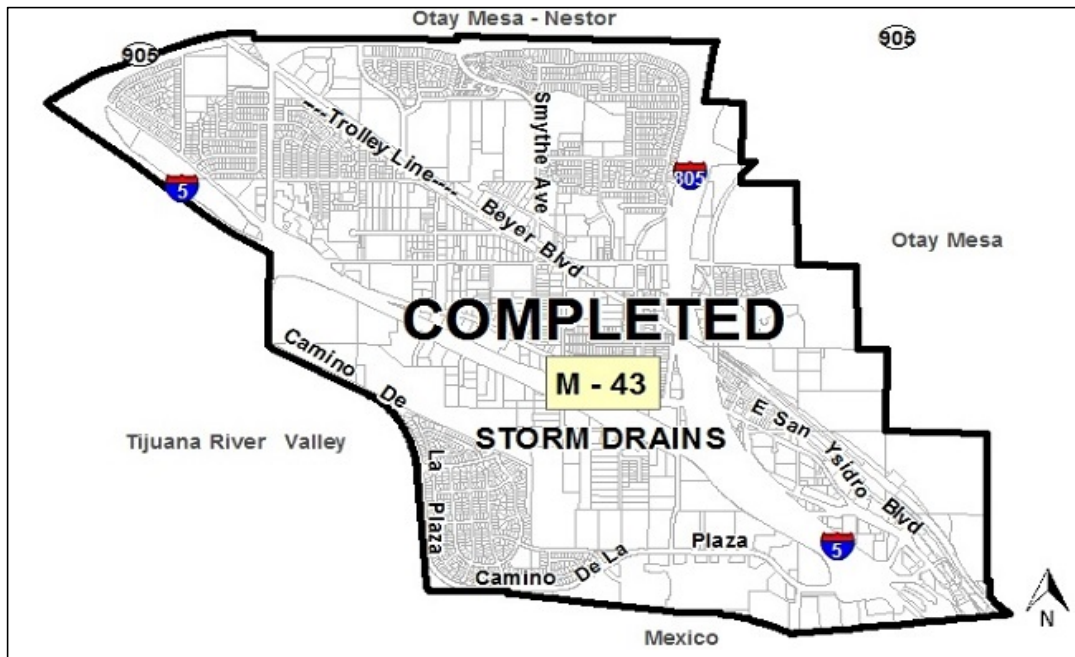 Otay Mesa - Nestor
905
905
Smythe Ave
---Trolley Line----
805
5
Beyer Blvd
Otay Mesa
COMPLETED
Camino De
M - 43
E San Ysidro Blvd
Tijuana River Valley
STORM DRAINS
La Plaza
Plaza
5
Camino De La
N
Mexico